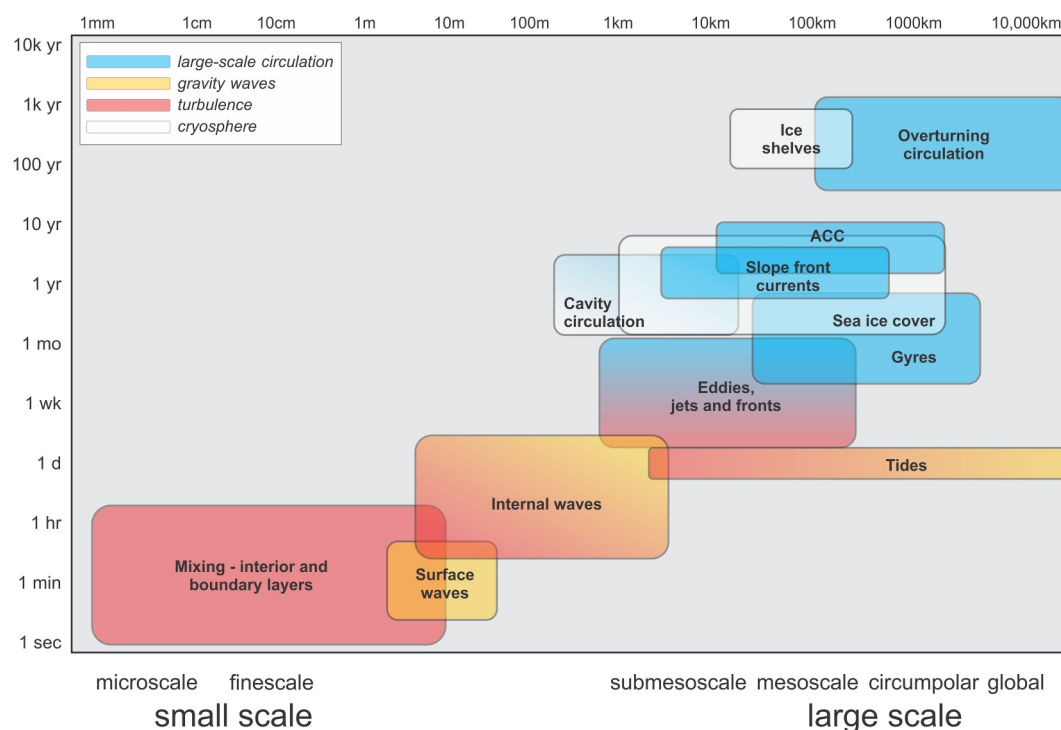 1mm 1cm 10cm 1m 10m 100m 1km 10km 100km 1000km 10,000km
10k yr
1k yr
100 yr
10 yr
1 yr
1 mo
1 wk
1 d
1 hr
1 min
1 sec
large-scale circulation
gravity waves
turbulence
cryosphere
Ice
shelves
Overturning
circulation
ACC
Slope front
currents
Cavity
circulation
Sea ice cover
Gyres
Eddies,
jets and fronts
Tides
Internal waves
Mixing - interior and
boundary layers
Surface
waves
microscale finescale submesoscale mesoscale circumpolar global
small scale large scale